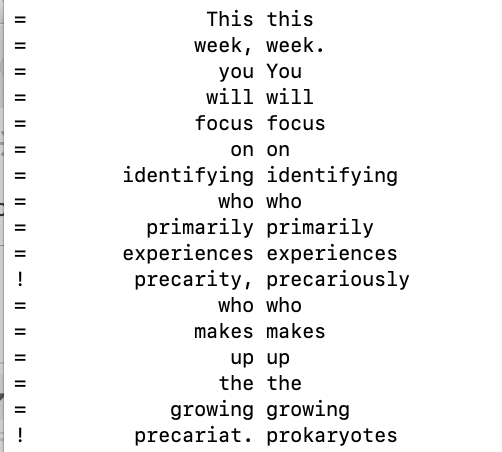 = This this
= week, week.
= you You
= will will
= focus focus
= on on
= identifying identifying
= who who
= primarily primarily
= experiences experiences
! precarity, precariously
= who who
= makes makes
= up up
= the the
= growing growing
! precariat. prokaryotes